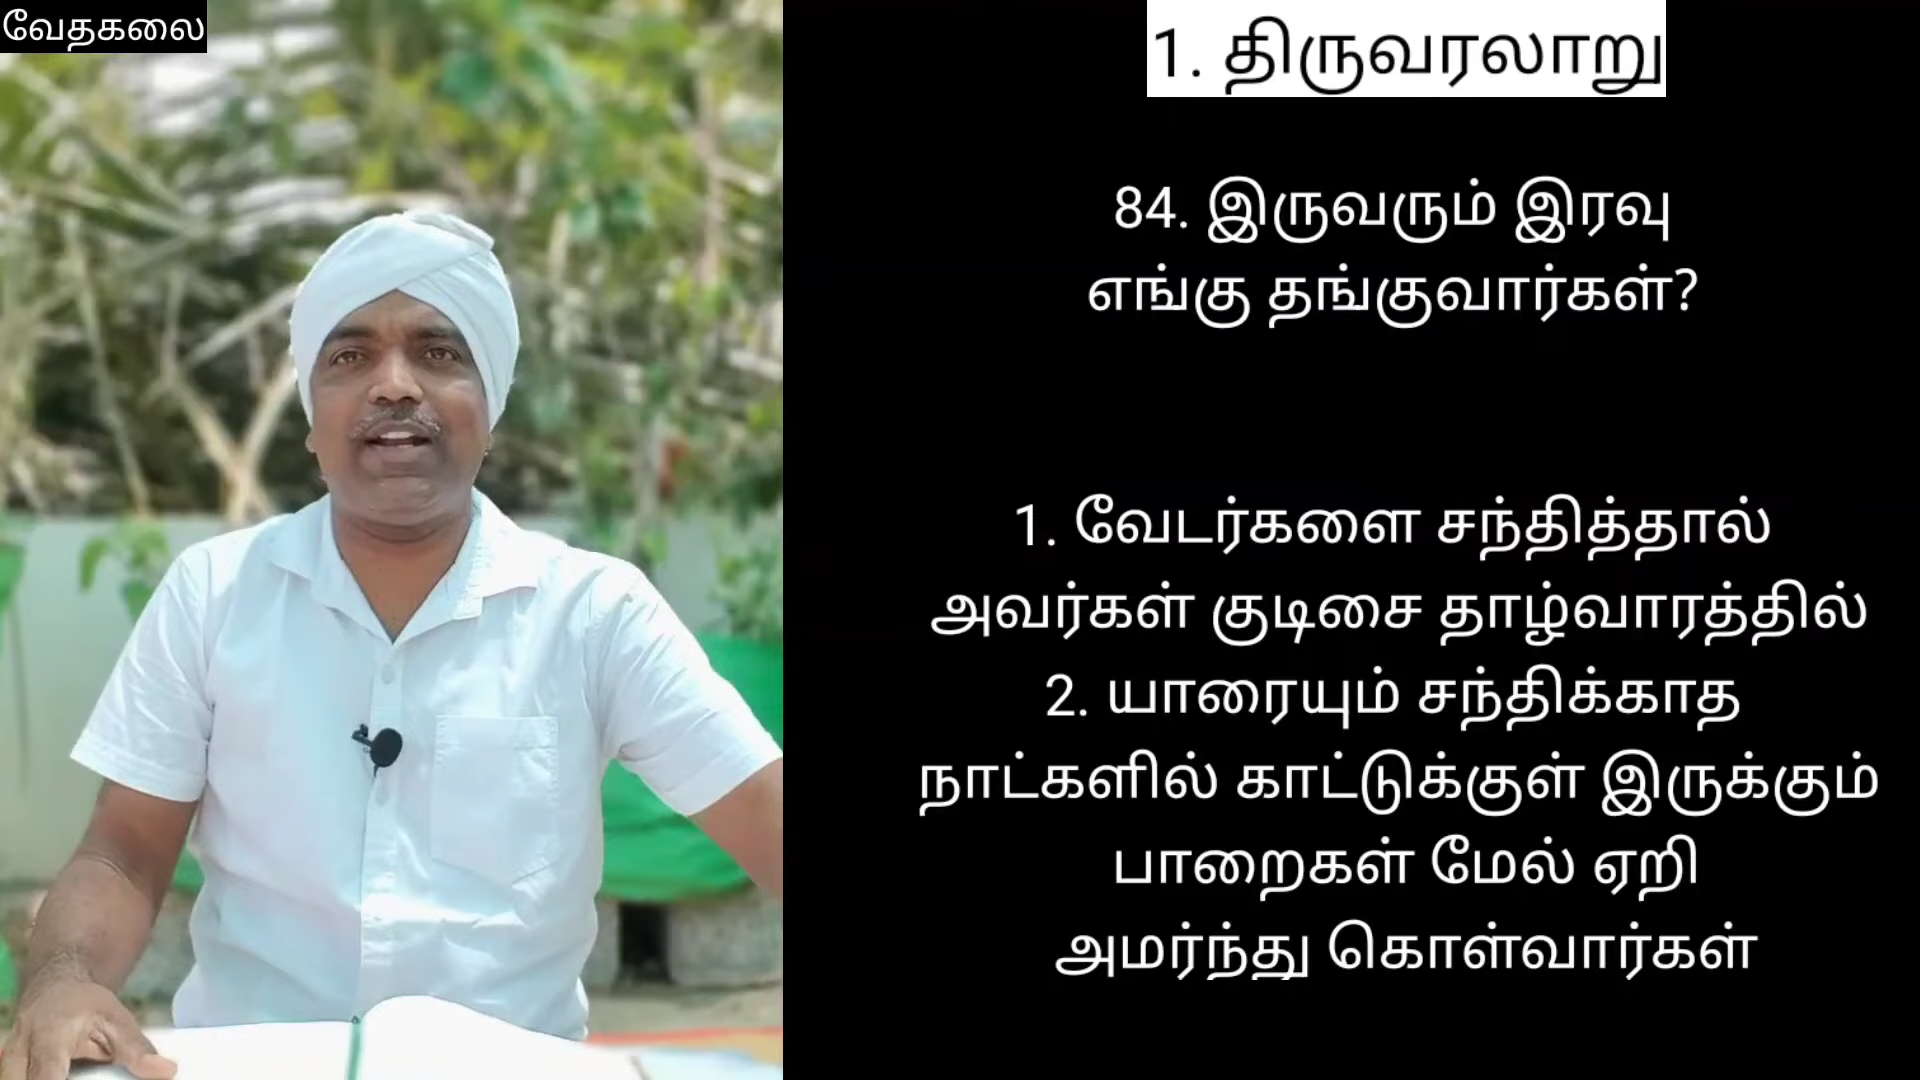 வேதகலை
1. திருவரலாறு
84. இருவரும் இரவு
எங்கு தங்குவார்கள்?
1. வேடர்களை சந்தித்தால்
அவர்கள் குடிசை தாழ்வாரத்தில்
2. யாரையும் சந்திக்காத
நாட்களில் காட்டுக்குள் இருக்கும்
பாறைகள் மேல் ஏறி
அமர்ந்து கொள்வார்கள்